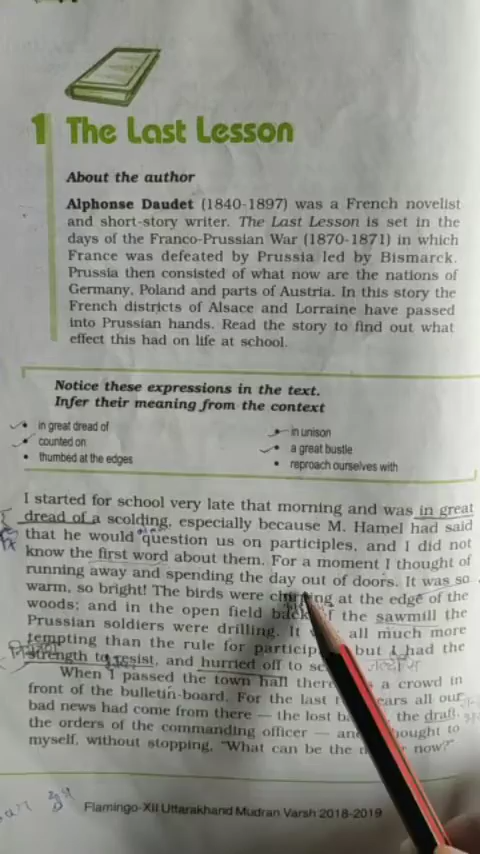 1 The Last Lesson
About the author
Alphonse Daudet (1840-1897) was a French novelist
and short-story writer. The Last Lesson is set in the
days of the Franco-Prussian War (1870-1871) in which
France was defeated by Prussia led by Bismarck.
Prussia then consisted of what now are the nations of
Germany, Poland and parts of Austria. In this story the
French districts of Alsace and Lorraine have passed
into Prussian hands. Read the story to find out what
effect this had on life at school.
Notice these expressions in the text.
Infer their meaning from the context
• in great dread of
• counted on
• thumbed at the edges
• in unison
• a great bustle
• reproach ourselves with
I started for school very late that morning and was in great
dread of a scolding, especially because M. Hamel had said
that he would question us on participles, and I did not
know the first word about them. For a moment I thought of
running away and spending the day out of doors. It was so
warm, so bright! The birds were chirping at the edge of the
woods; and in the open field back of the sawmill the
Prussian soldiers were drilling. It all much more
tempting than the rule for but I had the
strength to resist, and hurried off to
When I passed the town hall a crowd in
front of the bulletin-board. For the last all our
bad news had come from there — the lost the draft,
the orders of the commanding officer — to
myself, without stopping, "What can be the now?"
Flamingo-XII Uttarakhand Mudran Varsh 2018-2019